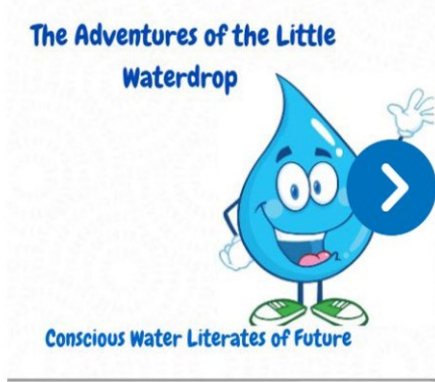 The Adventures of the Little
Waterdrop
Conscious Water Literates of Future